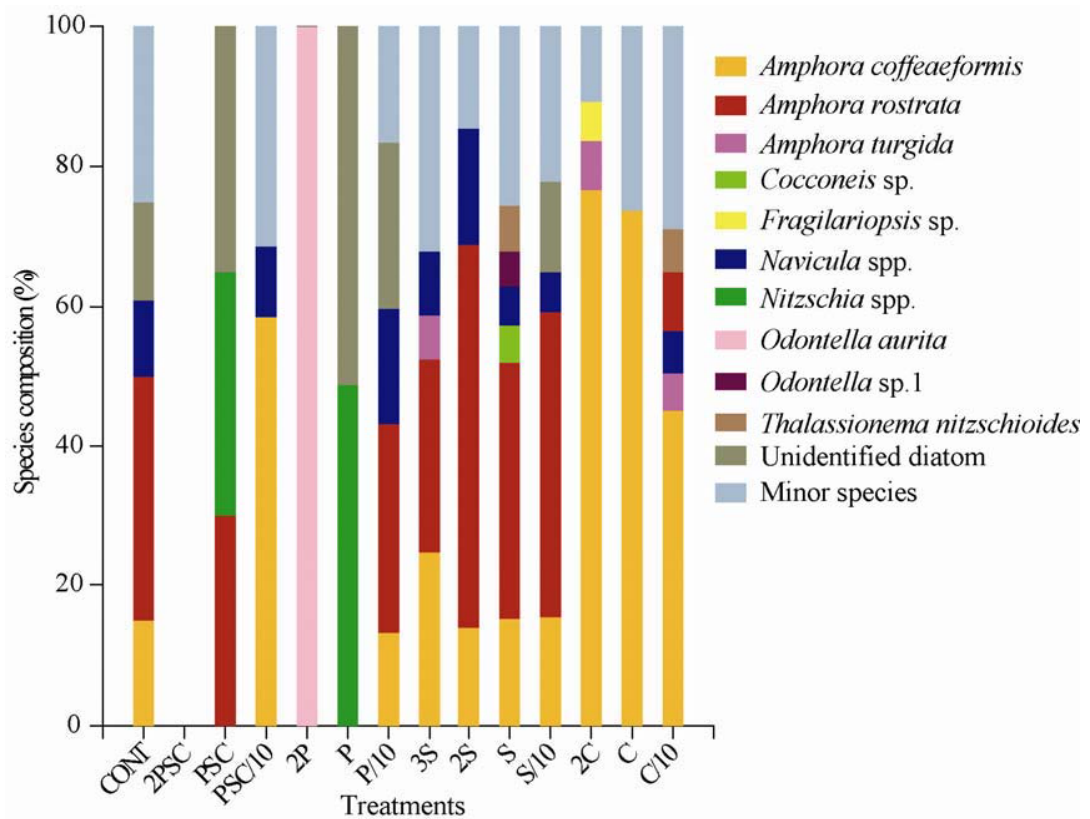 100
80
60
40
20
0
Species composition (%)
CONT
2PSC
PSC
PSC/10
2P
P
P/10
3S
2S
S
S/10
2C
C
C/10
Treatments
Amphora coffeaeformis
Amphora rostrata
Amphora turgida
Cocconeis sp.
Fragilariopsis sp.
Navicula spp.
Nitzschia spp.
Odontella aurita
Odontella sp.1
Thalassionema nitzschioides
Unidentified diatom
Minor species